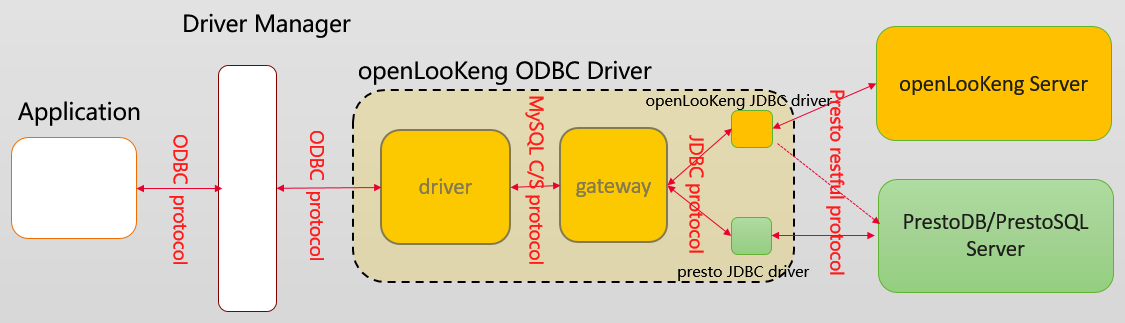 Driver Manager
openLooKeng ODBC Driver
Application
ODBC protocol
ODBC protocol
driver
MySQL C/S protocol
gateway
JDBC protocol
openLooKeng JDBC driver
presto JDBC driver
Presto restful protocol
openLooKeng Server
PrestoDB/PrestoSQL
Server